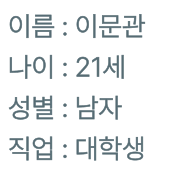 이름 : 이문관
나이 : 21세
성별 : 남자
직업 : 대학생